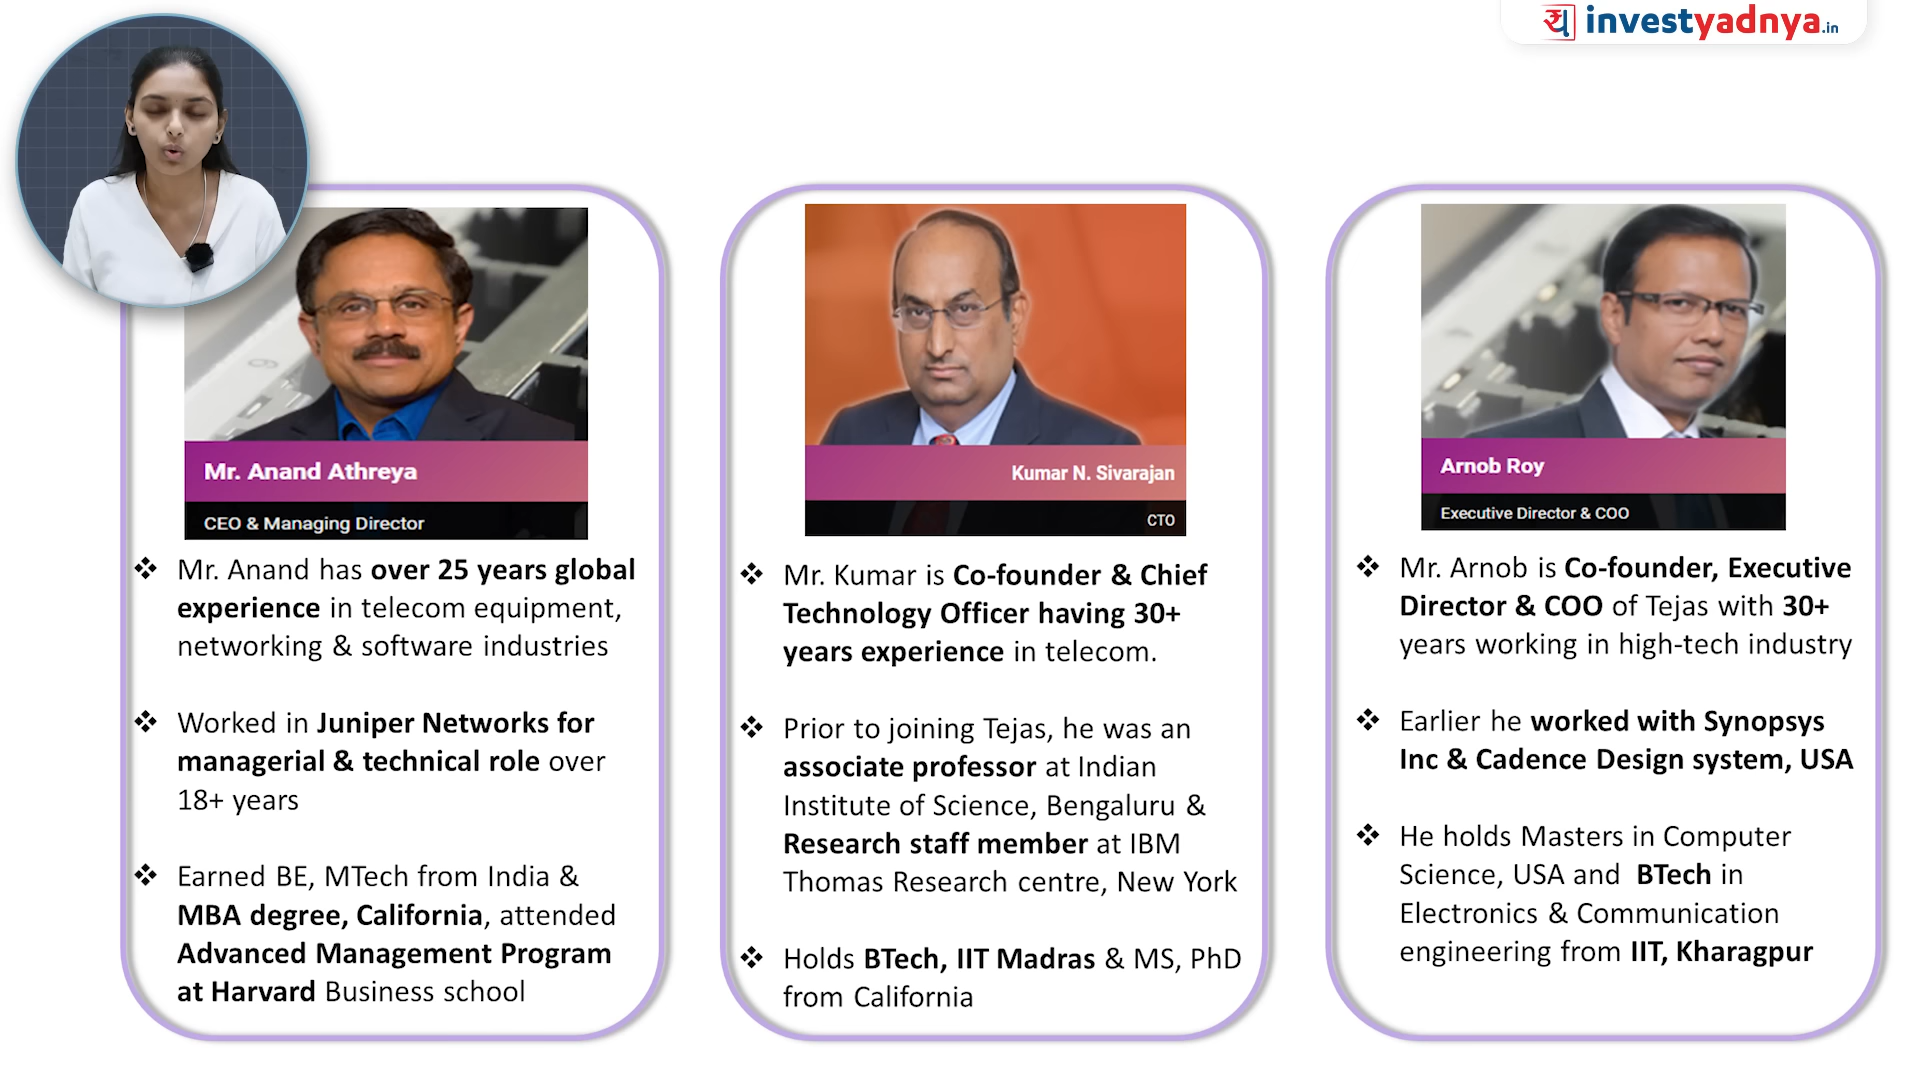 यु investyadnya.in
Mr. Anand Athreya
CEO & Managing Director
❖ Mr. Anand has over 25 years global
experience in telecom equipment,
networking & software industries
❖ Worked in Juniper Networks for
managerial & technical role over
18+ years
❖ Earned BE, MTech from India &
MBA degree, California, attended
Advanced Management Program
at Harvard Business school
Kumar N. Sivarajan
CTO
❖ Mr. Kumar is Co-founder & Chief
Technology Officer having 30+
years experience in telecom.
❖ Prior to joining Tejas, he was an
associate professor at Indian
Institute of Science, Bengaluru &
Research staff member at IBM
Thomas Research centre, New York
❖ Holds BTech, IIT Madras & MS, PhD
from California
Arnob Roy
Executive Director & COO
❖ Mr. Arnob is Co-founder, Executive
Director & COO of Tejas with 30+
years working in high-tech industry
❖ Earlier he worked with Synopsys
Inc & Cadence Design system, USA
❖ He holds Masters in Computer
Science, USA and BTech in
Electronics & Communication
engineering from IIT, Kharagpur